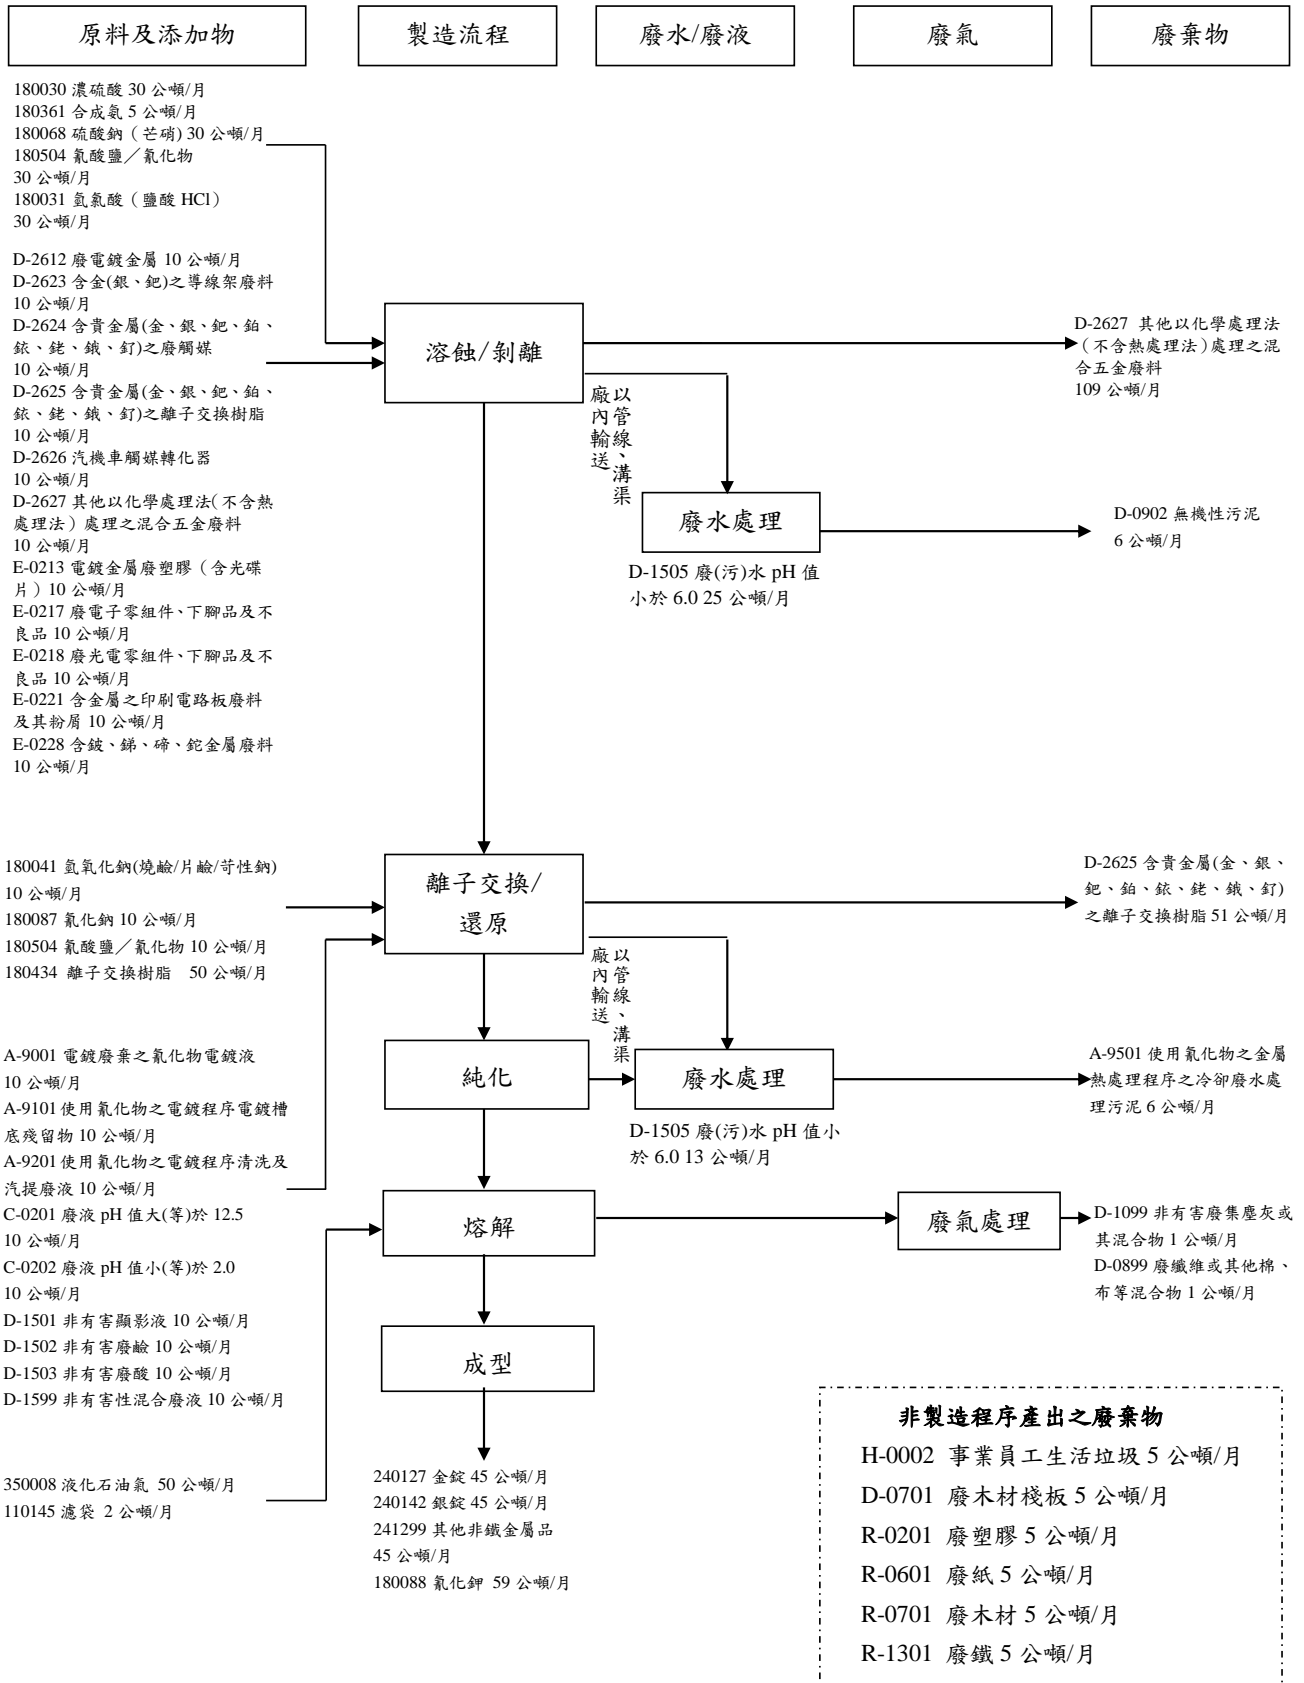 原料及添加物
製造流程
廢水/廢液
廢氣
廢棄物
180030 濃硫酸 30 公噸/月
180361 合成氨 5 公噸/月
180068 硫酸鈉（芒硝) 30 公噸/月
180504 氰酸鹽／氰化物
30 公噸/月
180031 氫氯酸（鹽酸 HCl）
30 公噸/月
D-2612 廢電鍍金屬 10 公噸/月
D-2623 含金(銀、鈀)之導線架廢料
10 公噸/月
D-2624 含貴金屬(金、銀、鈀、鉑、
銥、銠、鋨、釕)之廢觸媒
10 公噸/月
D-2625 含貴金屬(金、銀、鈀、鉑、
銥、銠、鋨、釕)之離子交換樹脂
10 公噸/月
D-2626 汽機車觸媒轉化器
10 公噸/月
D-2627 其他以化學處理法(不含熱
處理法）處理之混合五金廢料
10 公噸/月
E-0213 電鍍金屬廢塑膠（含光碟
片）10 公噸/月
E-0217 廢電子零組件、下腳品及不
良品 10 公噸/月
E-0218 廢光電零組件、下腳品及不
良品 10 公噸/月
E-0221 含金屬之印刷電路板廢料
及其粉屑 10 公噸/月
E-0228 含鈹、銻、碲、鉈金屬廢料
10 公噸/月
溶蝕/剝離
以管線、溝渠
廠內輸送
廢水處理
D-1505 廢(污)水 pH 值
小於 6.0 25 公噸/月
D-2627 其他以化學處理法
（不含熱處理法）處理之混
合五金廢料
109 公噸/月
D-0902 無機性污泥
6 公噸/月
180041 氫氧化鈉(燒鹼/片鹼/苛性鈉)
10 公噸/月
180087 氰化鈉 10 公噸/月
180504 氰酸鹽／氰化物 10 公噸/月
180434 離子交換樹脂 50 公噸/月
離子交換/
還原
以管線、溝渠
廠內輸送
D-2625 含貴金屬(金、銀、
鈀、鉑、銥、銠、鋨、釕)
之離子交換樹脂 51 公噸/月
A-9001 電鍍廢棄之氰化物電鍍液
10 公噸/月
A-9101 使用氰化物之電鍍程序電鍍槽
底殘留物 10 公噸/月
A-9201 使用氰化物之電鍍程序清洗及
汽提廢液 10 公噸/月
C-0201 廢液 pH 值大(等)於 12.5
10 公噸/月
C-0202 廢液 pH 值小(等)於 2.0
10 公噸/月
D-1501 非有害顯影液 10 公噸/月
D-1502 非有害廢鹼 10 公噸/月
D-1503 非有害廢酸 10 公噸/月
D-1599 非有害性混合廢液 10 公噸/月
純化
廢水處理
D-1505 廢(污)水 pH 值小
於 6.0 13 公噸/月
A-9501 使用氰化物之金屬
熱處理程序之冷卻廢水處
理污泥 6 公噸/月
熔解
廢氣處理
D-1099 非有害廢集塵灰或
其混合物 1 公噸/月
D-0899 廢纖維或其他棉、
布等混合物 1 公噸/月
成型
350008 液化石油氣 50 公噸/月
110145 濾袋 2 公噸/月
240127 金錠 45 公噸/月
240142 銀錠 45 公噸/月
241299 其他非鐵金屬品
45 公噸/月
180088 氰化鉀 59 公噸/月
非製造程序產出之廢棄物
H-0002 事業員工生活垃圾 5 公噸/月
D-0701 廢木材棧板 5 公噸/月
R-0201 廢塑膠 5 公噸/月
R-0601 廢紙 5 公噸/月
R-0701 廢木材 5 公噸/月
R-1301 廢鐵 5 公噸/月